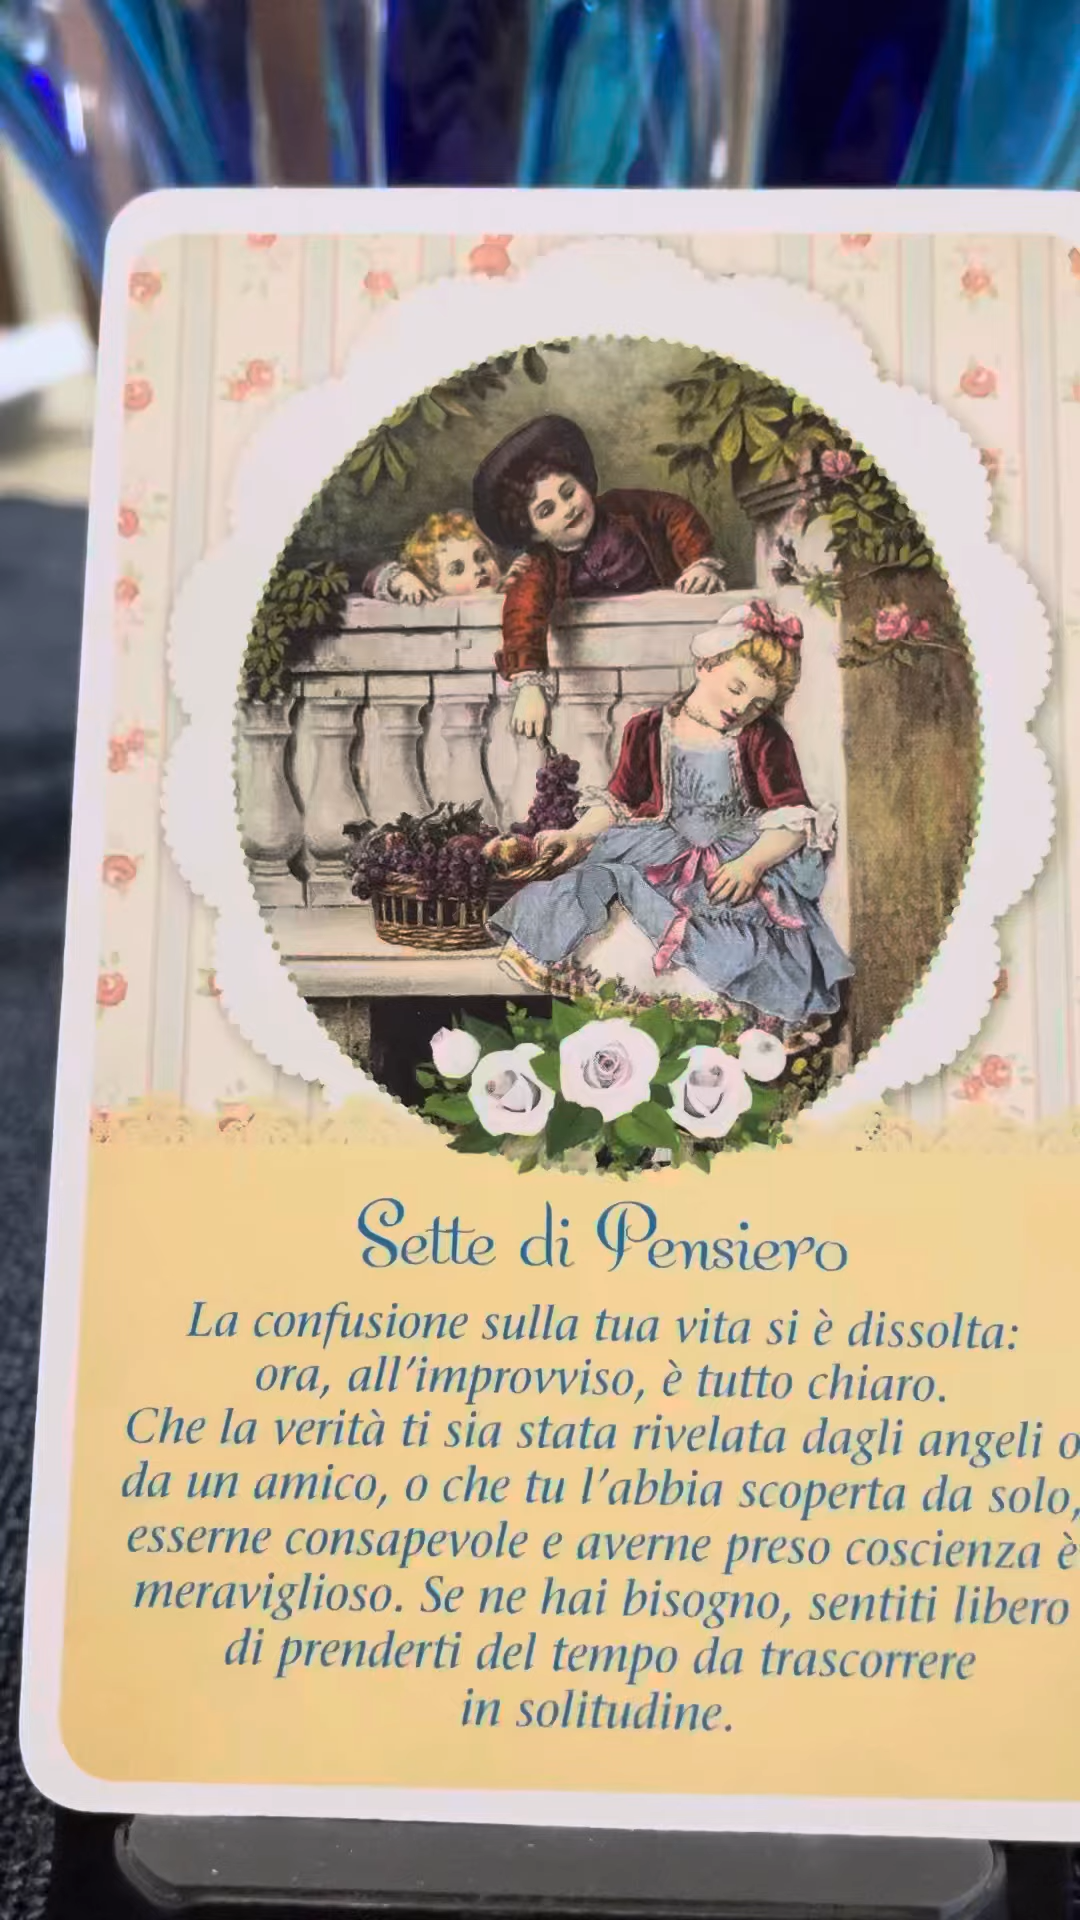 Sette di Pensiero
La confusione sulla tua vita si è dissolta:
ora, all'improvviso, è tutto chiaro.
Che la verità ti sia stata rivelata dagli angeli o
da un amico, o che tu l'abbia scoperta da solo,
esserne consapevole e averne preso coscienza è
meraviglioso. Se ne hai bisogno, sentiti libero
di prenderti del tempo da trascorrere
in solitudine.